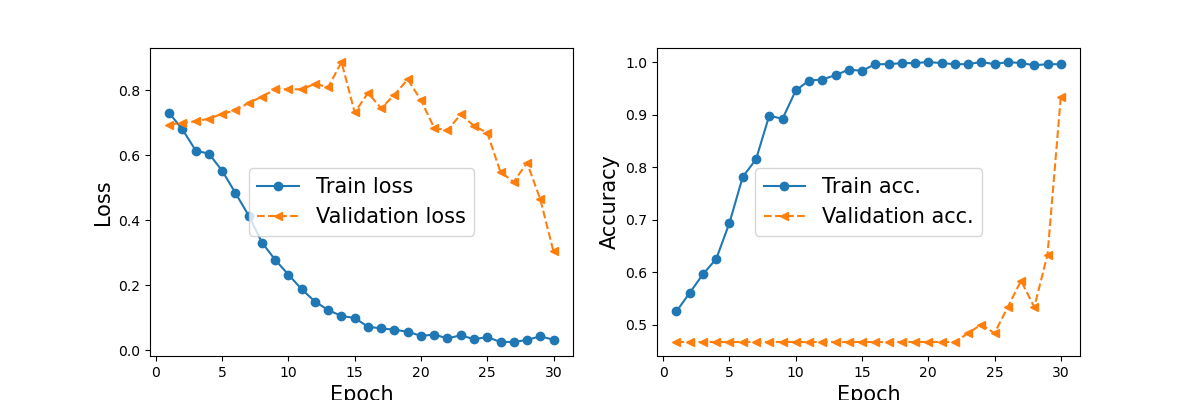 0.8
0.6
0.4
0.2
0.0
Loss
Train loss
Validation loss
0 5 10 15 20 25 30
Epoch
1.0
0.9
0.8
0.7
0.6
0.5
Accuracy
Train acc.
Validation acc.
0 5 10 15 20 25 30
Epoch